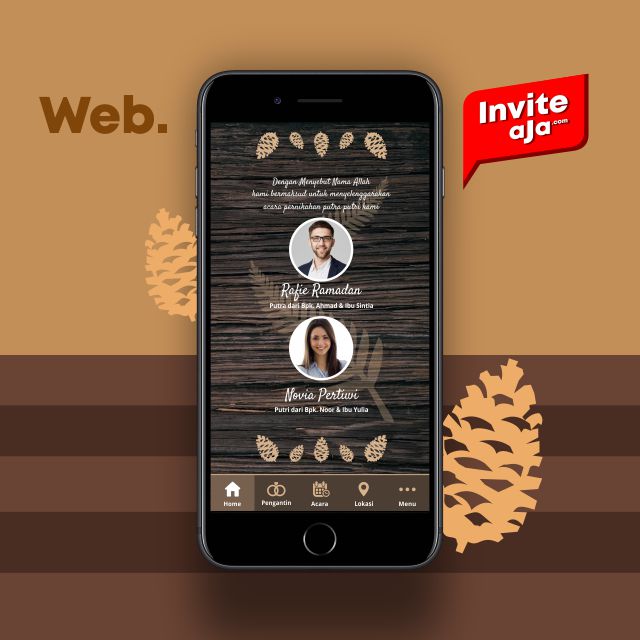 Web.
Invite
aja.com
Dengan Menyebut Nama Allah
kami bermaksud untuk menyelenggarakan
acara pernikahan putra putri kami
Rafie Ramadan
Putra dari Bpk. Ahmad & Ibu Sintia
Novia Pertiwi
Putri dari Bpk. Noor & Ibu Yulia
Home Pengantin Acara Lokasi Menu